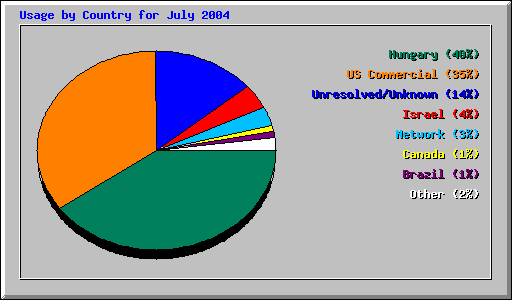 Usage by Country for July 2004
Hungary (40%)
US Commercial (35%)
Unresolved/Unknown (14%)
Israel (4%)
Network (3%)
Canada (1%)
Brazil (1%)
Other (2%)